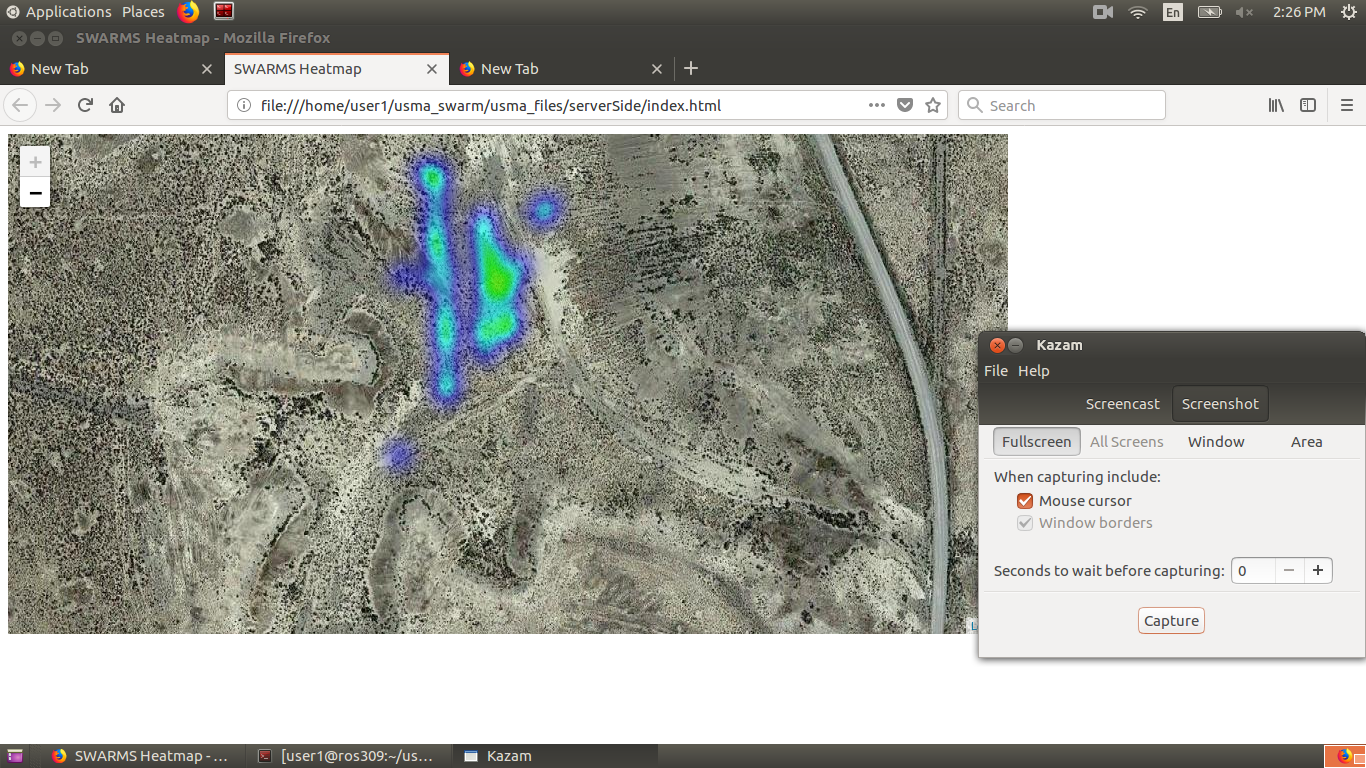 Applications Places En 2:26 PM
SWARMS Heatmap - Mozilla Firefox
New Tab SWARMS Heatmap New Tab
file:///home/user1/usma_swarm/usma_files/serverSide/index.html Search
+
−
Kazam
File Help
Screencast Screenshot
Fullscreen All Screens Window Area
When capturing include:
Mouse cursor
Window borders
Seconds to wait before capturing: 0 − +
Capture
L
SWARMS Heatmap - ... [user1@ros309:~/us... Kazam